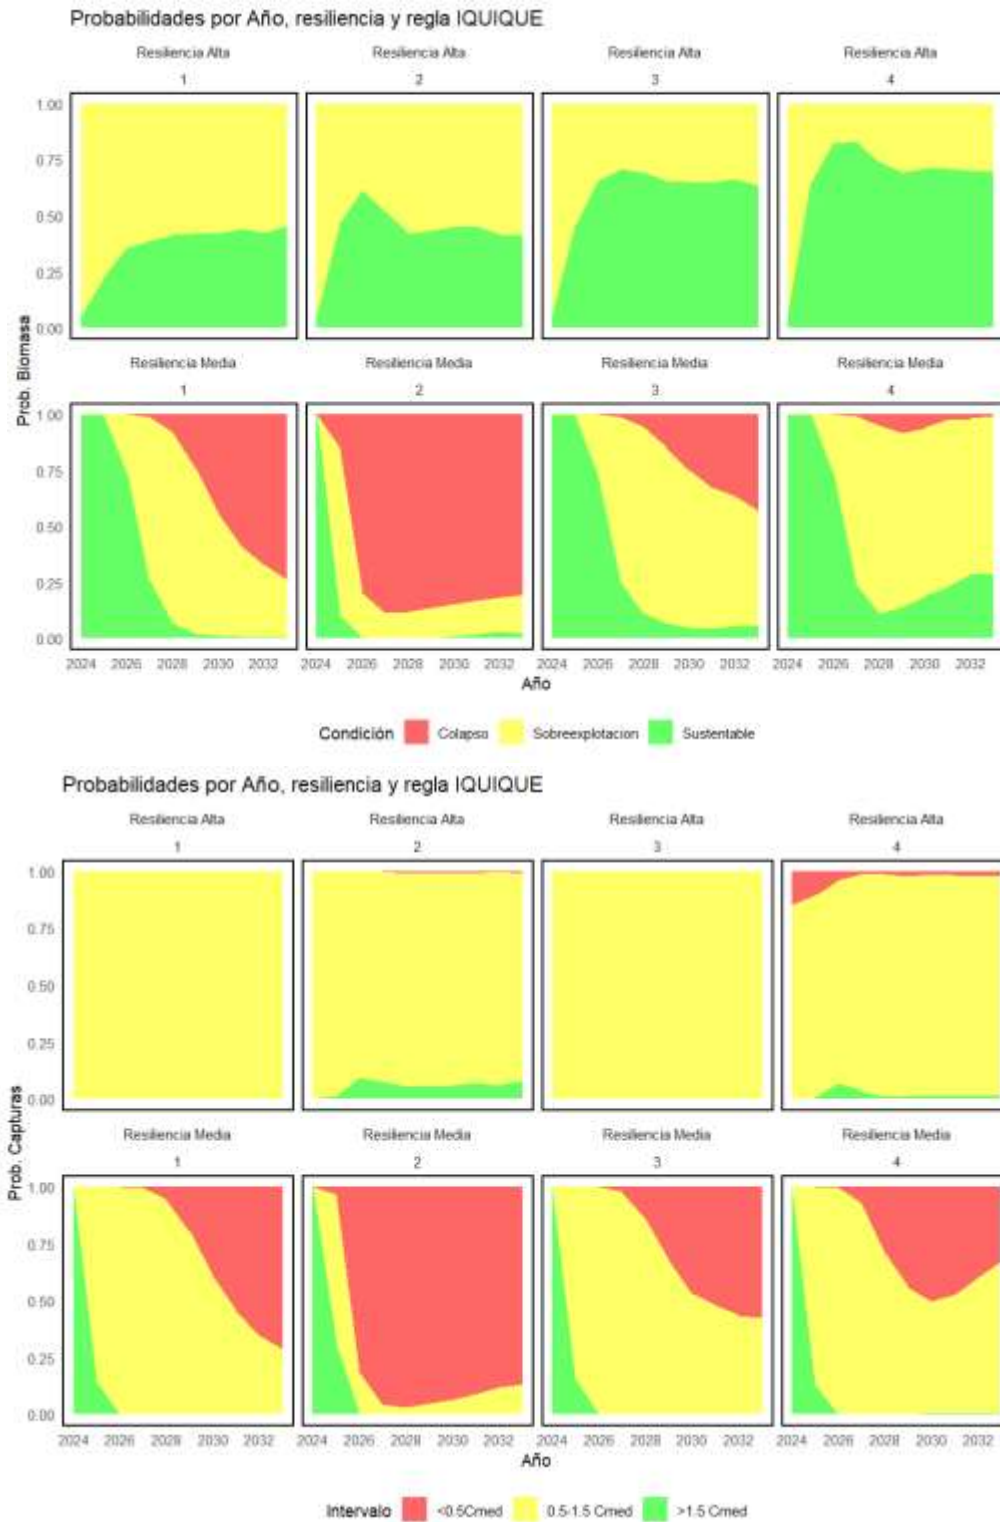 Probabilidades por Año, resiliencia y regla IQUIQUE
Resiliencia Alta Resiliencia Alta Resiliencia Alta Resiliencia Alta
1 2 3 4
1.00
0.75
0.50
0.25
0.00
Prob. Biomasa
Resiliencia Media Resiliencia Media Resiliencia Media Resiliencia Media
1 2 3 4
1.00
0.75
0.50
0.25
0.00
2024 2026 2028 2030 2032 2024 2026 2028 2030 2032 2024 2026 2028 2030 2032 2024 2026 2028 2030 2032
Año
Condición Colapso Sobreexplotacion Sustentable
Probabilidades por Año, resiliencia y regla IQUIQUE
Resiliencia Alta Resiliencia Alta Resiliencia Alta Resiliencia Alta
1 2 3 4
1.00
0.75
0.50
0.25
0.00
Prob. Capturas
Resiliencia Media Resiliencia Media Resiliencia Media Resiliencia Media
1 2 3 4
1.00
0.75
0.50
0.25
0.00
2024 2026 2028 2030 2032 2024 2026 2028 2030 2032 2024 2026 2028 2030 2032 2024 2026 2028 2030 2032
Año
Intervalo <0.5Cmed 0.5-1.5 Cmed >1.5 Cmed